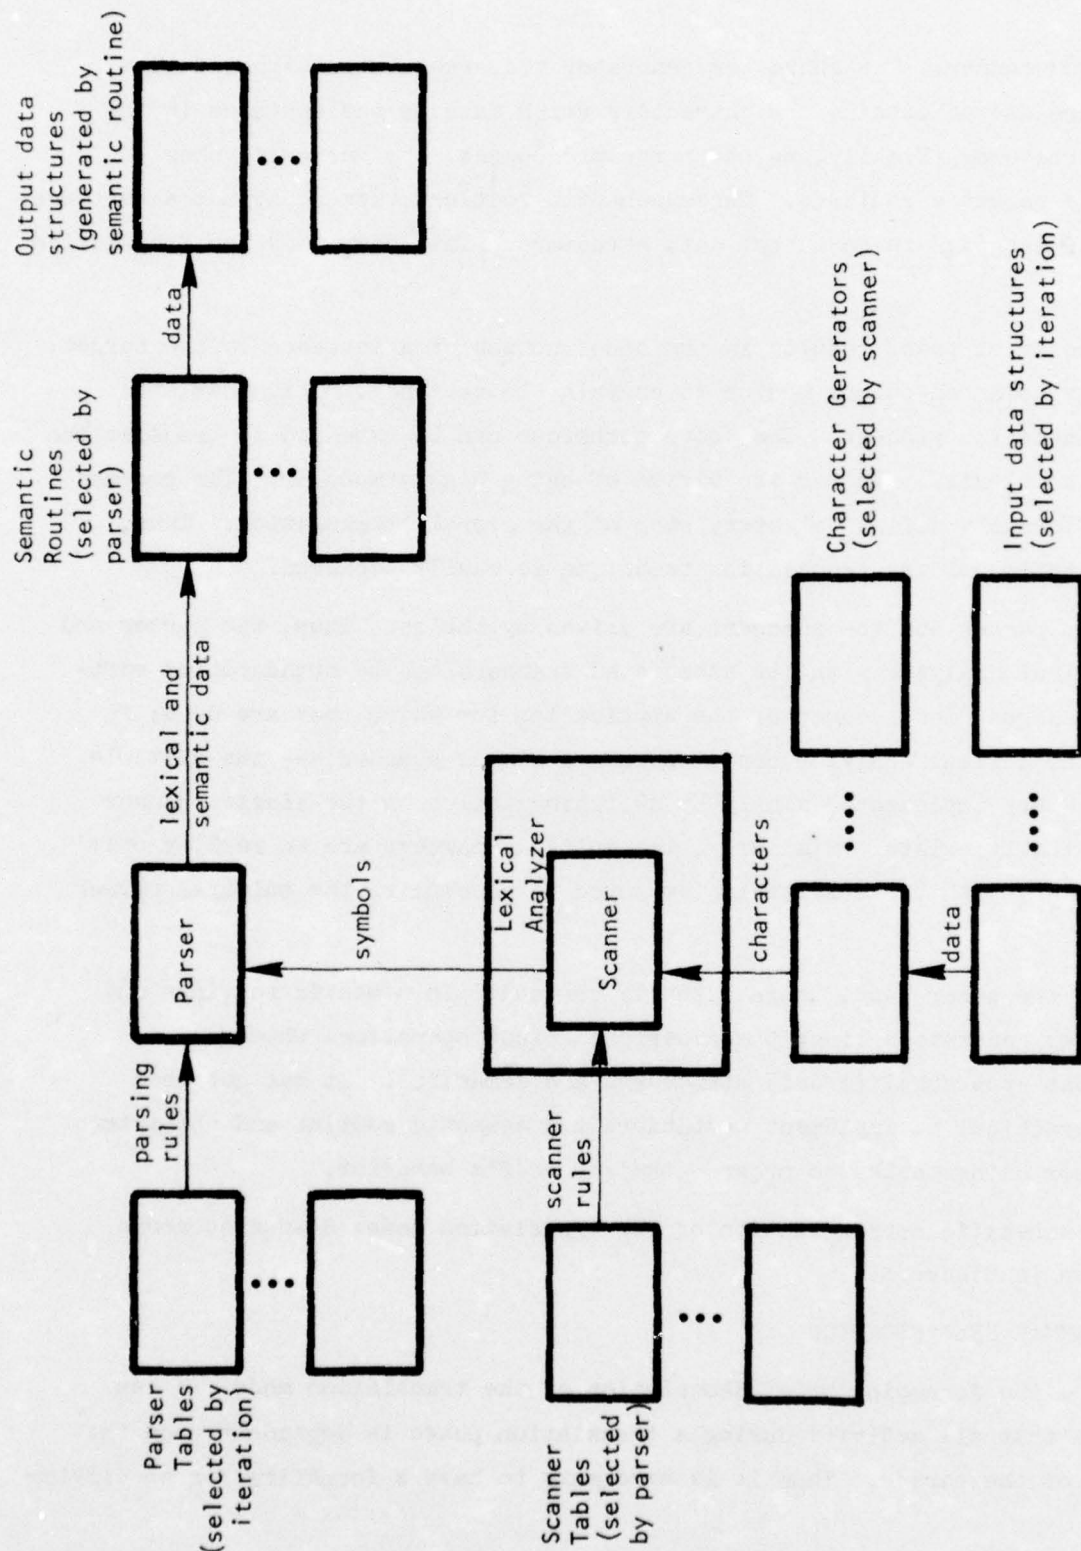 Parser
Tables
(selected by
iteration)
parsing
rules
Parser
lexical and
semantic data
Semantic
Routines
(selected by
parser)
data
Output data
structures
(generated by
semantic routine)
symbols
Scanner
Tables
(selected
by parser)
scanner
rules
Lexical
Analyzer
Scanner
characters
Character Gererators
(selected by scanner)
data
Input data structures
(selected by iteration)